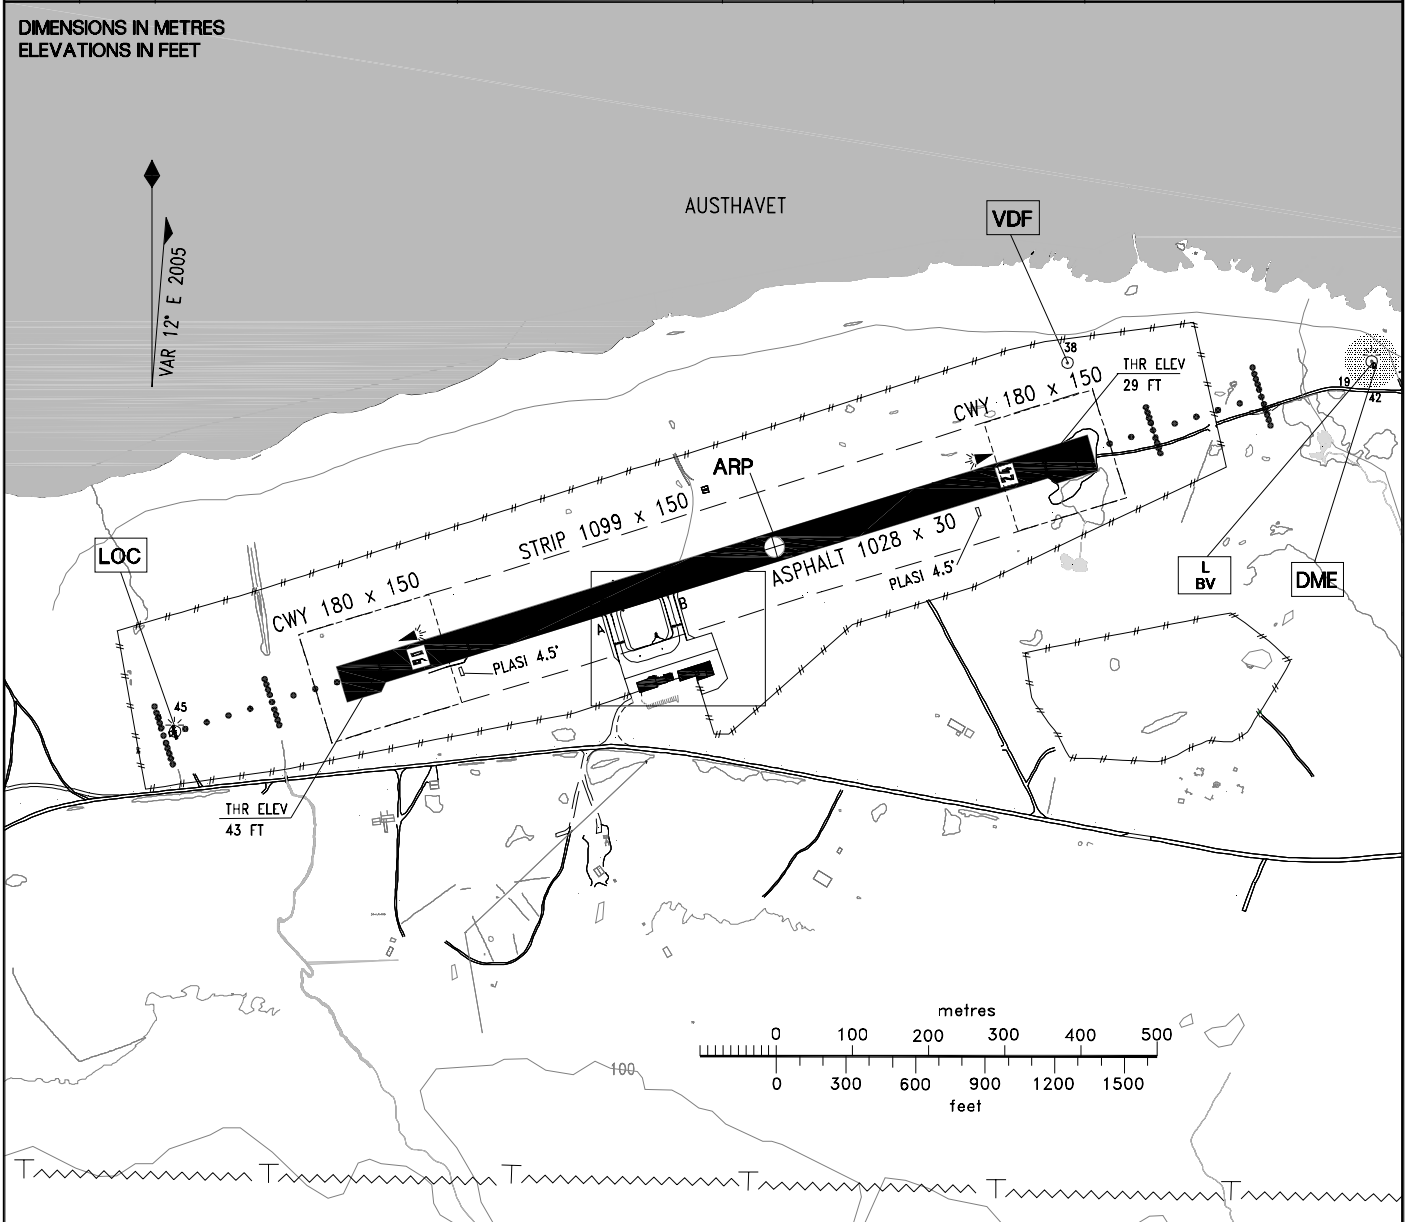 DIMENSIONS IN METRES
ELEVATIONS IN FEET
AUSTHAVET
VDF
VAR 12° E 2005
38
THR ELEV
29 FT
CWY 180 x 150
19
42
ARP
24
STRIP 1099 x 150
ASPHALT 1028 x 30
LOC
PLASI 4.5°
L
BV
DME
CWY 180 x 150
A
B
06
PLASI 4.5°
45
THR ELEV
43 FT
metres
0 100 200 300 400 500
0 300 600 900 1200 1500
feet
100
T T T T T T